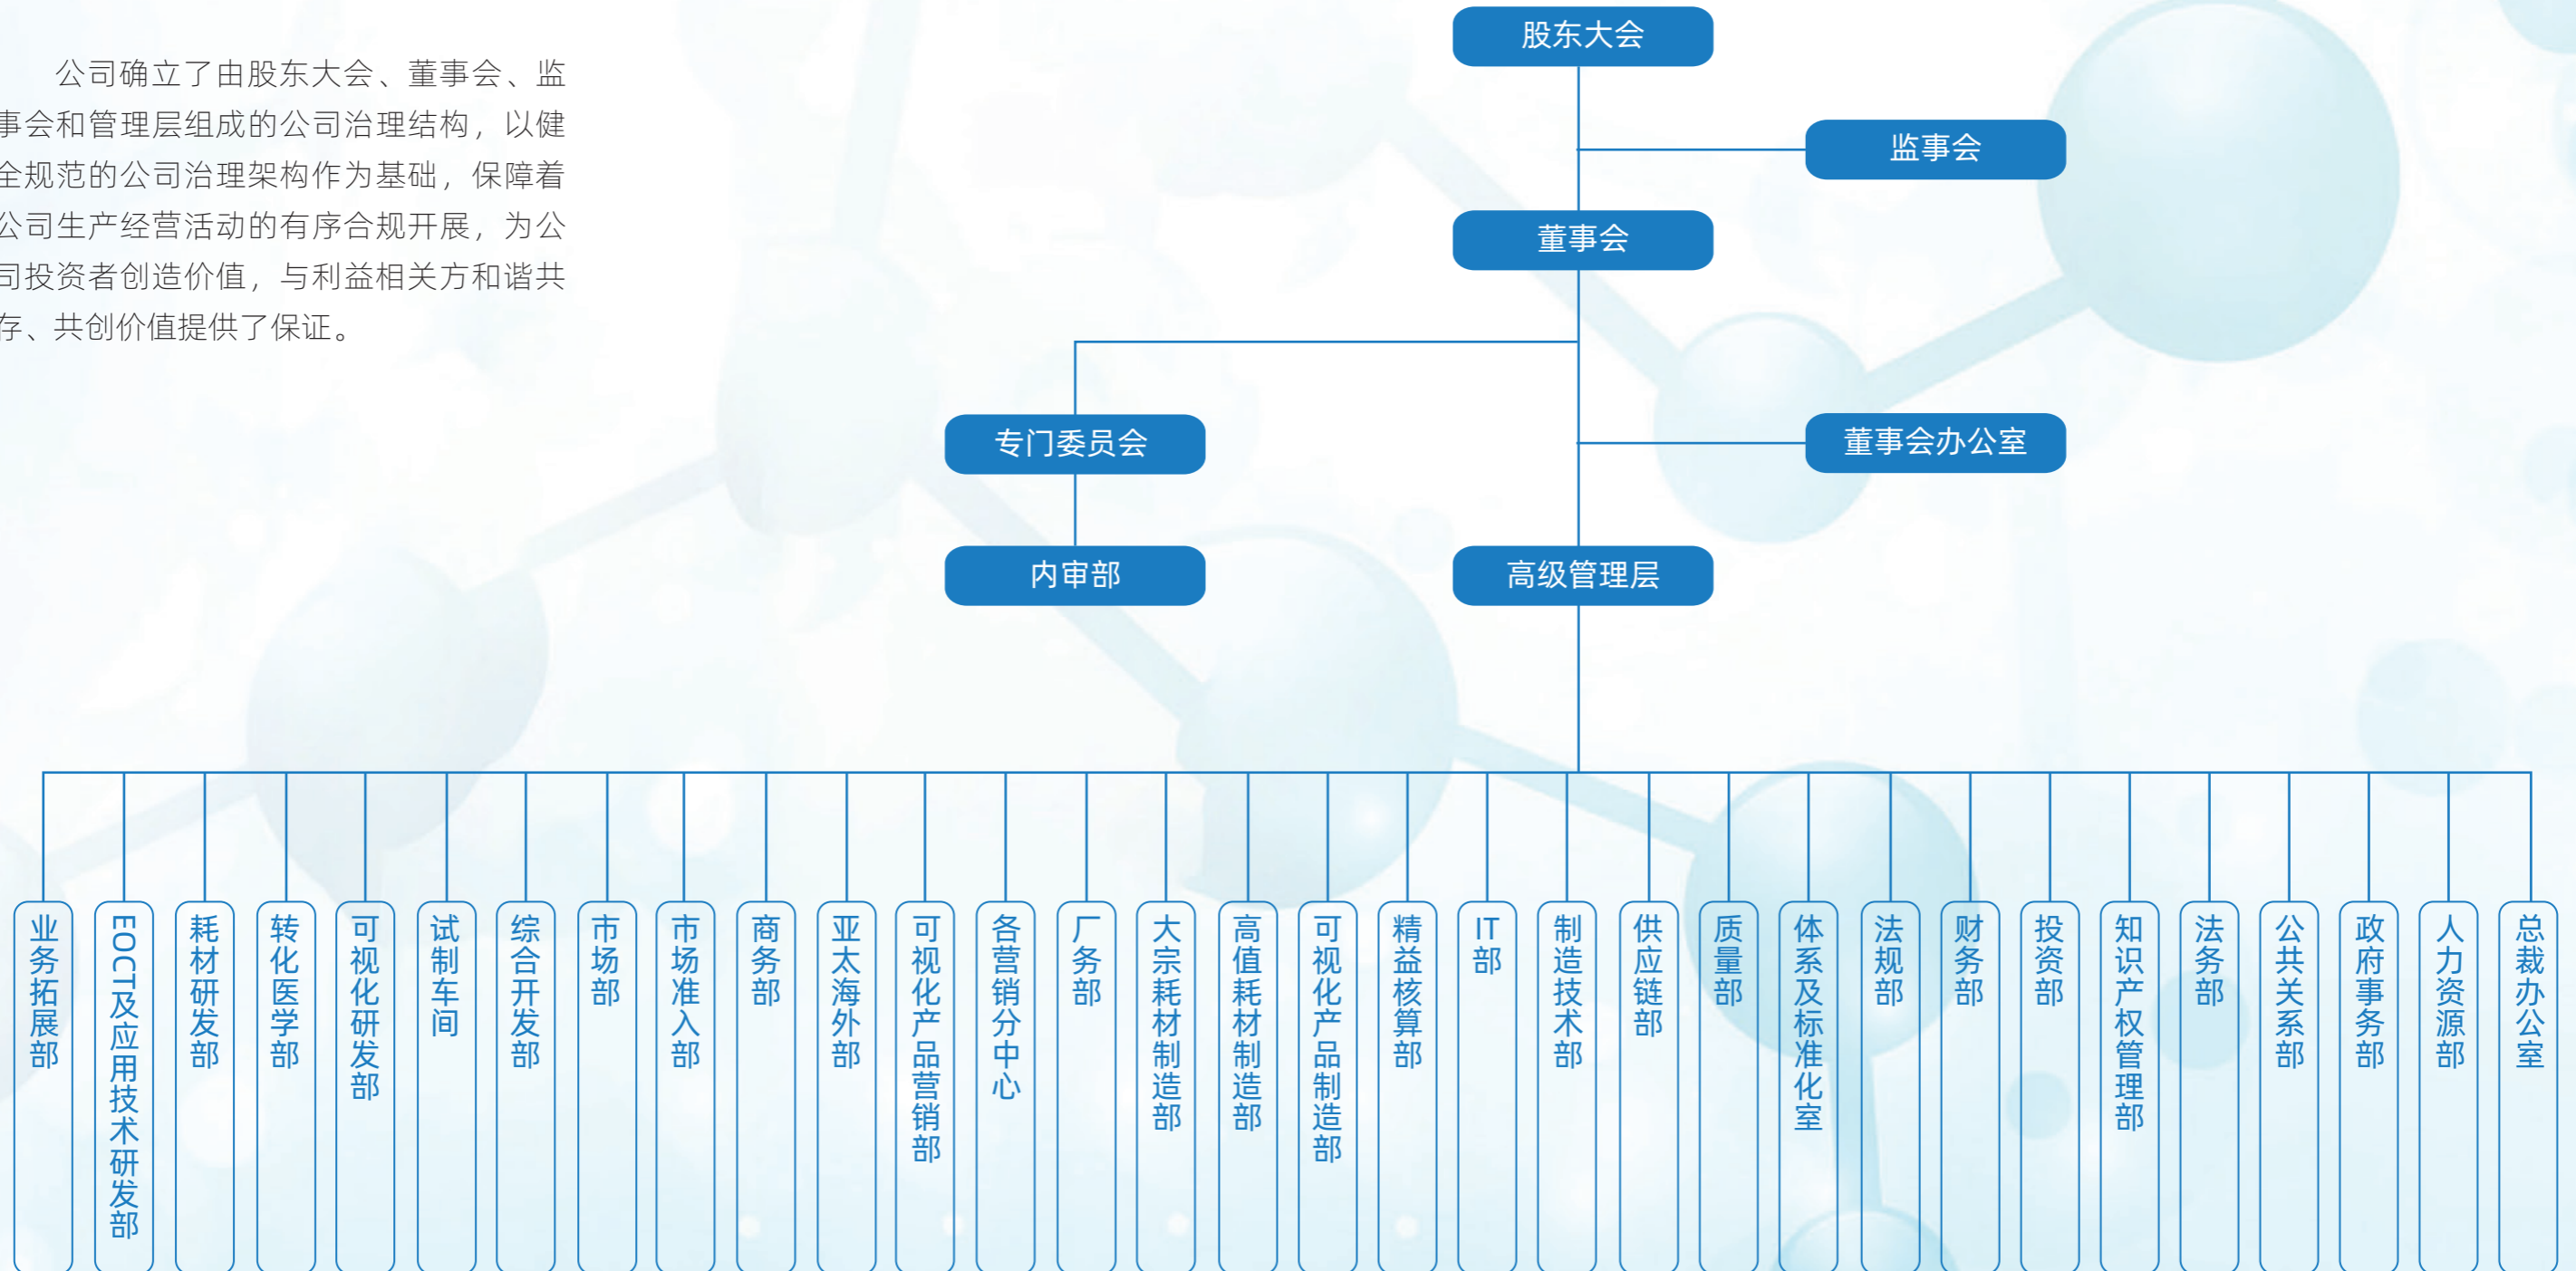 公司确立了由股东大会、董事会、监
事会和管理层组成的公司治理结构，以健
全规范的公司治理架构作为基础，保障着
公司生产经营活动的有序合规开展，为公
司投资者创造价值，与利益相关方和谐共
存、共创价值提供了保证。
股东大会
监事会
董事会
专门委员会
董事会办公室
内审部
高级管理层
业务拓展部
EOCT及应用技术研发部
耗材研发部
转化医学部
可视化研发部
试制车间
综合开发部
市场部
市场准入部
商务部
亚太海外部
可视化产品营销部
各营销分中心
厂务部
大宗耗材制造部
高值耗材制造部
可视化产品制造部
精益核算部
IT部
制造技术部
供应链部
质量部
体系及标准化室
法规部
财务部
投资部
知识产权管理部
法务部
公共关系部
政府事务部
人力资源部
总裁办公室